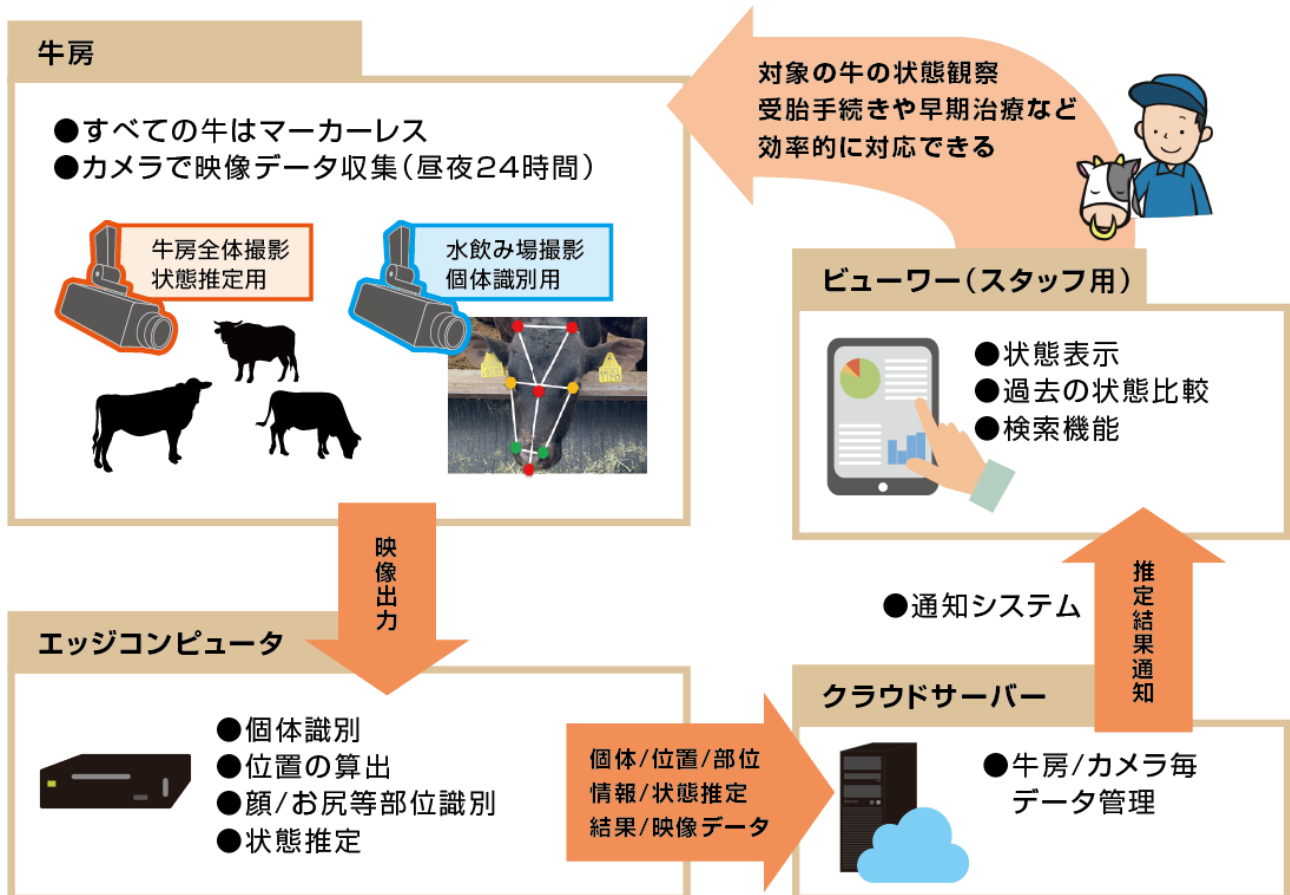 牛房
●すべての牛はマーカーレス
●カメラで映像データ収集（昼夜24時間）
牛房全体撮影
状態推定用
水飲み場撮影
個体識別用
映像出力
エッジコンピュータ
●個体識別
●位置の算出
●顔/お尻等部位識別
●状態推定
個体/位置/部位
情報/状態推定
結果/映像データ
クラウドサーバー
●牛房/カメラ毎
データ管理
●通知システム
推定結果通知
ビューワー（スタッフ用）
●状態表示
●過去の状態比較
●検索機能
対象の牛の状態観察
受胎手続きや早期治療など
効率的に対応できる